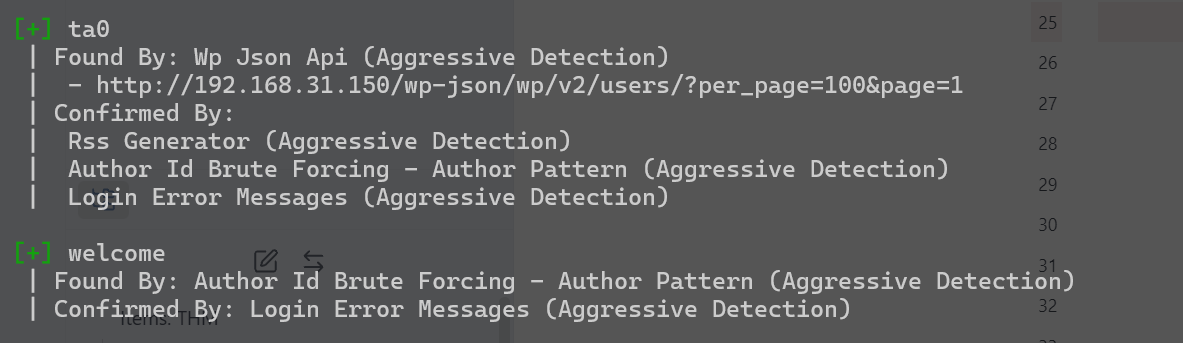 [+] ta0
| Found By: Wp Json Api (Aggressive Detection)
|  - http://192.168.31.150/wp-json/wp/v2/users/?per_page=100&page=1
| Confirmed By:
|  Rss Generator (Aggressive Detection)
|  Author Id Brute Forcing - Author Pattern (Aggressive Detection)
|  Login Error Messages (Aggressive Detection)
[+] welcome
| Found By: Author Id Brute Forcing - Author Pattern (Aggressive Detection)
| Confirmed By: Login Error Messages (Aggressive Detection)
Items: THM
25
26
27
28
29
30
31
32